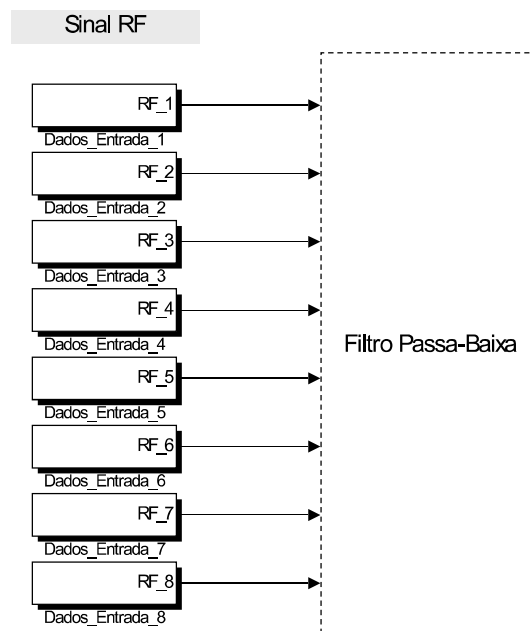 Sinal RF
RF_1
Dados_Entrada_1
RF_2
Dados_Entrada_2
RF_3
Dados_Entrada_3
RF_4
Dados_Entrada_4
Filtro Passa-Baixa
RF_5
Dados_Entrada_5
RF_6
Dados_Entrada_6
RF_7
Dados_Entrada_7
RF_8
Dados_Entrada_8